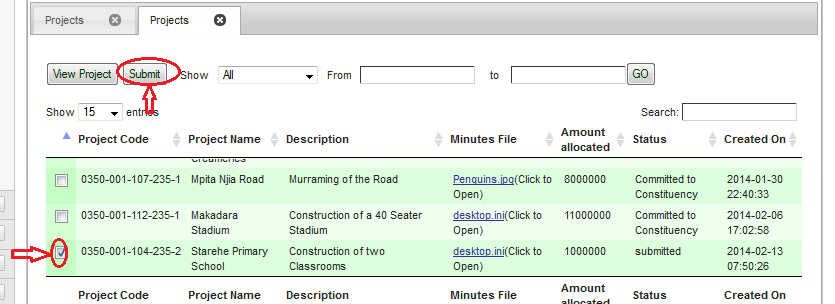 Projects Projects
View Project Submit Show All From to GO
Show 15 entries Search:
Project Code Project Name Description Minutes File Amount allocated Status Created On
Creameries
0350-001-107-235-1 Mpita Njia Road Murraming of the Road Penguins.jpg(Click to 8000000 Committed to 2014-01-30
Open) Constituency 22:40:33
0350-001-112-235-1 Makadara Construction of a 40 Seater desktop.ini(Click to 11000000 Committed to 2014-02-06
Stadium Stadium Open) Constituency 17:02:58
0350-001-104-235-2 Starehe Primary Construction of two desktop.ini(Click to 1000000 submitted 2014-02-13
School Classrooms Open) 07:50:26
Project Code Project Name Description Minutes File Amount Status Created On
allocated